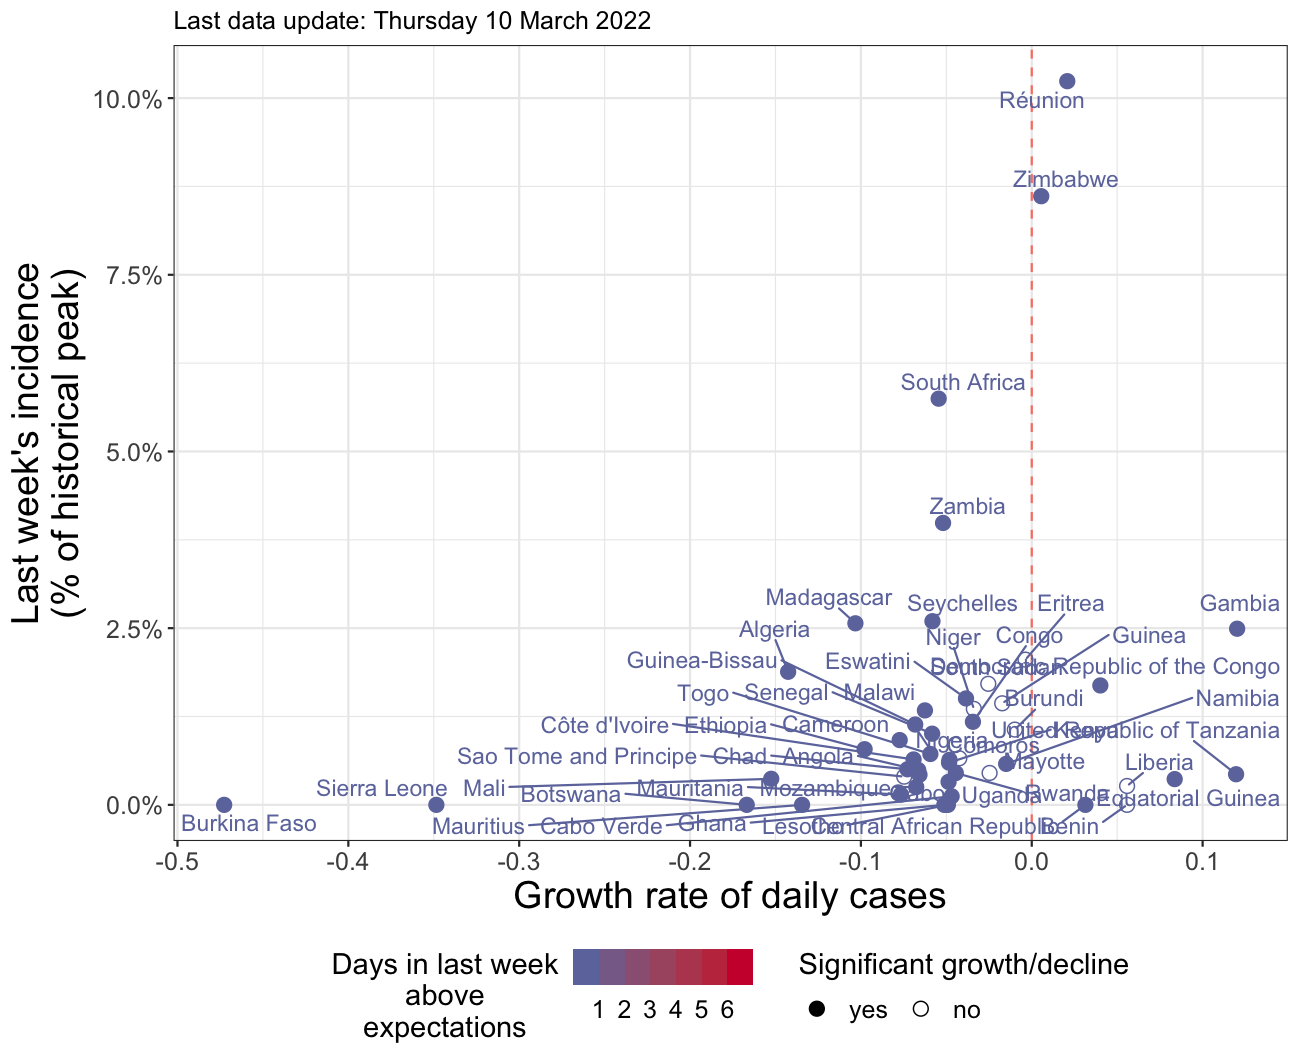 Last data update: Thursday 10 March 2022
Last week's incidence
(% of historical peak)
10.0%
7.5%
5.0%
2.5%
0.0%
Réunion
Zimbabwe
South Africa
Zambia
Madagascar
Seychelles
Eritrea
Gambia
Algeria
Niger
Congo
Guinea
Guinea-Bissau
Eswatini
South Sudan
Democratic Republic of the Congo
Togo
Senegal
Malawi
Burundi
Namibia
Côte d'Ivoire
Ethiopia
Cameroon
Nigeria
Kenya
United Republic of Tanzania
Comoros
Sao Tome and Principe
Chad
Angola
Mayotte
Liberia
Sierra Leone
Mali
Botswana
Mauritania
Mozambique
Gabon
Uganda
Rwanda
Equatorial Guinea
Burkina Faso
Mauritius
Cabo Verde
Ghana
Lesotho
Central African Republic
Benin
-0.5
-0.4
-0.3
-0.2
-0.1
0.0
0.1
Growth rate of daily cases
Days in last week
above
expectations
1 2 3 4 5 6
Significant growth/decline
yes
no